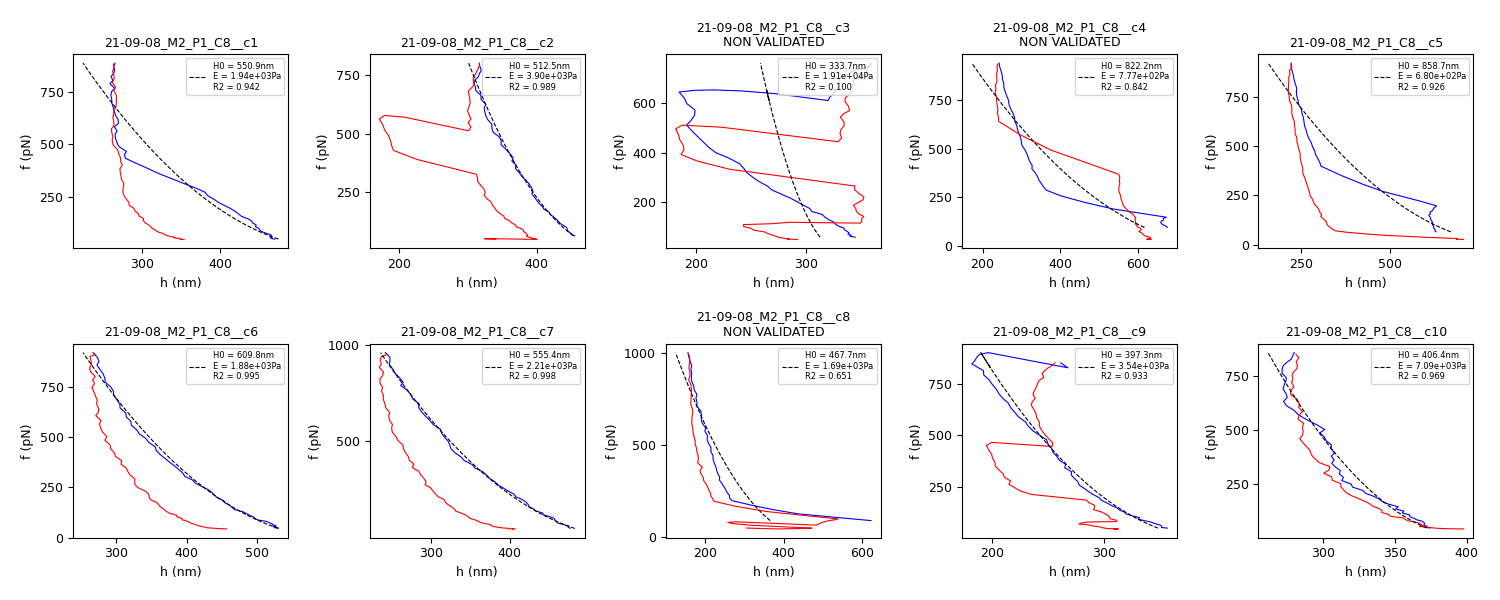 21-09-08_M2_P1_C8__c1
H0 = 550.9nm
E = 1.94e+03Pa
R2 = 0.942
f (pN)
750
500
250
300
400
h (nm)
21-09-08_M2_P1_C8__c2
H0 = 512.5nm
E = 3.90e+03Pa
R2 = 0.989
f (pN)
750
500
250
200
400
h (nm)
21-09-08_M2_P1_C8__c3
NON VALIDATED
H0 = 333.7nm
E = 1.91e+04Pa
R2 = 0.100
f (pN)
600
400
200
200
300
h (nm)
21-09-08_M2_P1_C8__c4
NON VALIDATED
H0 = 822.2nm
E = 7.77e+02Pa
R2 = 0.842
f (pN)
750
500
250
0
200
400
600
h (nm)
21-09-08_M2_P1_C8__c5
H0 = 858.7nm
E = 6.80e+02Pa
R2 = 0.926
f (pN)
750
500
250
0
250
500
h (nm)
21-09-08_M2_P1_C8__c6
H0 = 609.8nm
E = 1.88e+03Pa
R2 = 0.995
f (pN)
750
500
250
0
300
400
500
h (nm)
21-09-08_M2_P1_C8__c7
H0 = 555.4nm
E = 2.21e+03Pa
R2 = 0.998
f (pN)
1000
500
300
400
h (nm)
21-09-08_M2_P1_C8__c8
NON VALIDATED
H0 = 467.7nm
E = 1.69e+03Pa
R2 = 0.651
f (pN)
1000
500
0
200
400
600
h (nm)
21-09-08_M2_P1_C8__c9
H0 = 397.3nm
E = 3.54e+03Pa
R2 = 0.933
f (pN)
750
500
250
200
300
h (nm)
21-09-08_M2_P1_C8__c10
H0 = 406.4nm
E = 7.09e+03Pa
R2 = 0.969
f (pN)
750
500
250
300
350
400
h (nm)